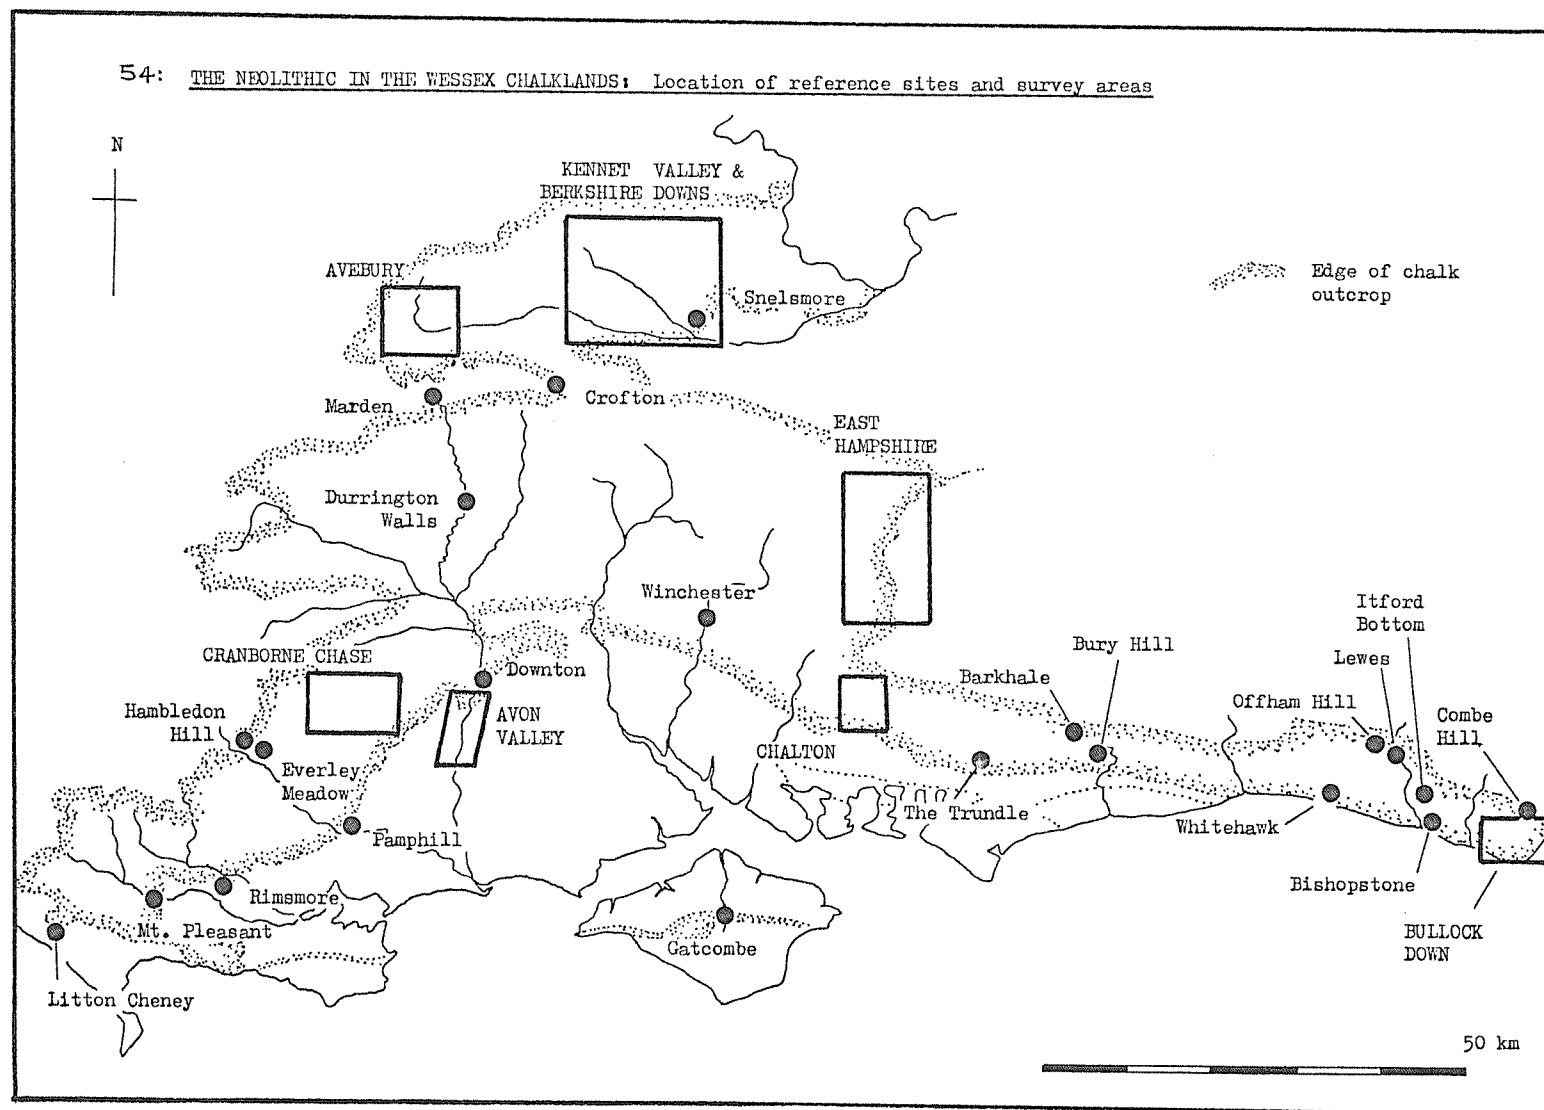 54: THE NEOLITHIC IN THE WESSEX CHALKLANDS: Location of reference sites and survey areas
N
KENNET VALLEY &
BERKSHIRE DOWNS
AVEBURY
Snelsmore
Edge of chalk
outcrop
Marden
Crofton
EAST
HAMPSHIRE
Durrington
Walls
Winchester
Itford
Bottom
Bury Hill
Lewes
CRANBORNE CHASE
Downton
Barkhale
Offham Hill
Hambledon
Hill
AVON
VALLEY
Combe
Hill
CHALTON
Everley
Meadow
The Trundle
Whitehawk
Pamphill
Bishopstone
Rimsmore
Mt. Pleasant
Gatcombe
BULLOCK
DOWN
Litton Cheney
50 km